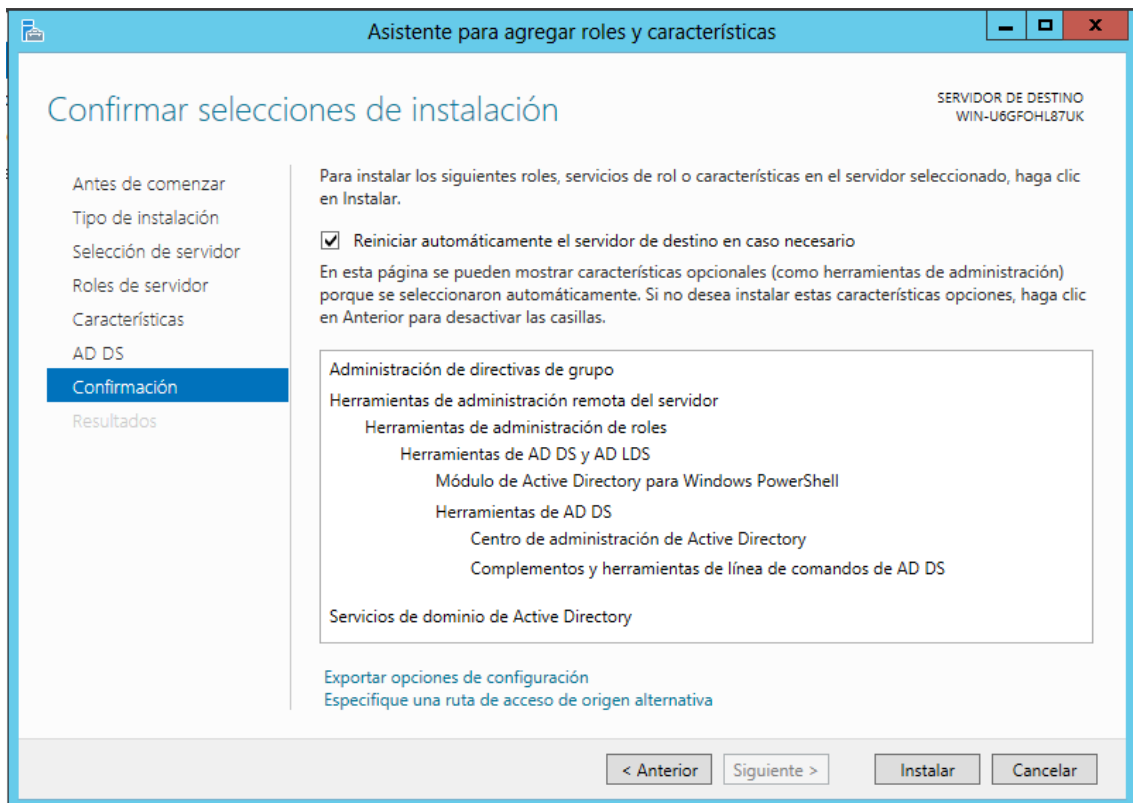 Asistente para agregar roles y características
Confirmar selecciones de instalación
SERVIDOR DE DESTINO
WIN-U6GFOHL87UK
Antes de comenzar
Tipo de instalación
Selección de servidor
Roles de servidor
Características
AD DS
Confirmación
Resultados
Para instalar los siguientes roles, servicios de rol o características en el servidor seleccionado, haga clic
en Instalar.
Reiniciar automáticamente el servidor de destino en caso necesario
En esta página se pueden mostrar características opcionales (como herramientas de administración)
porque se seleccionaron automáticamente. Si no desea instalar estas características opciones, haga clic
en Anterior para desactivar las casillas.
Administración de directivas de grupo
Herramientas de administración remota del servidor
Herramientas de administración de roles
Herramientas de AD DS y AD LDS
Módulo de Active Directory para Windows PowerShell
Herramientas de AD DS
Centro de administración de Active Directory
Complementos y herramientas de línea de comandos de AD DS
Servicios de dominio de Active Directory
Exportar opciones de configuración
Especifique una ruta de acceso de origen alternativa
< Anterior
Siguiente >
Instalar
Cancelar